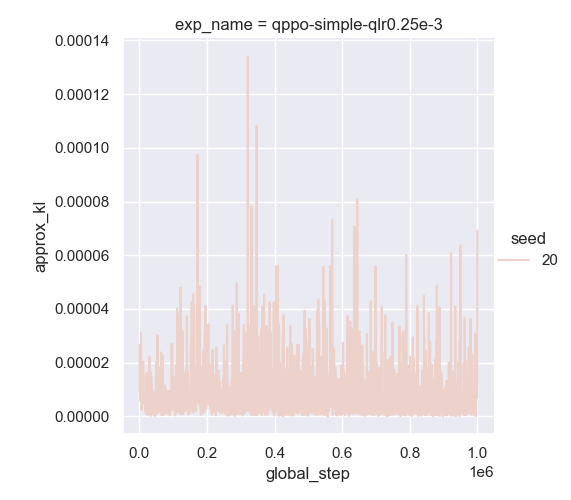 exp_name = qppo-simple-qlr0.25e-3
0.00014
0.00012
0.00010
0.00008
0.00006
0.00004
0.00002
0.00000
approx_kl
0.0 0.2 0.4 0.6 0.8 1.0
1e6
global_step
seed
20